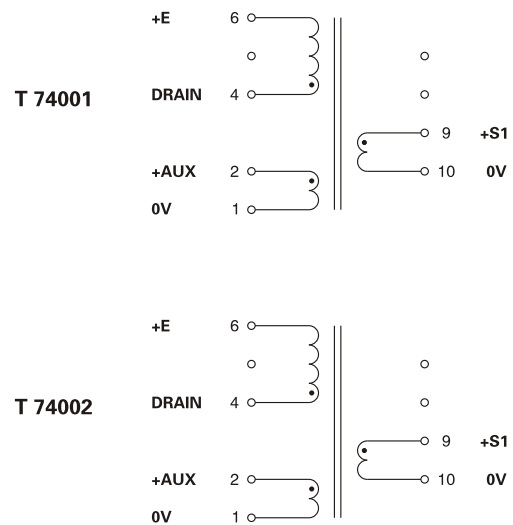 +E 6
T 74001
DRAIN 4
9 +S1
+AUX 2
10 0V
0V 1
+E 6
T 74002
DRAIN 4
9 +S1
+AUX 2
10 0V
0V 1